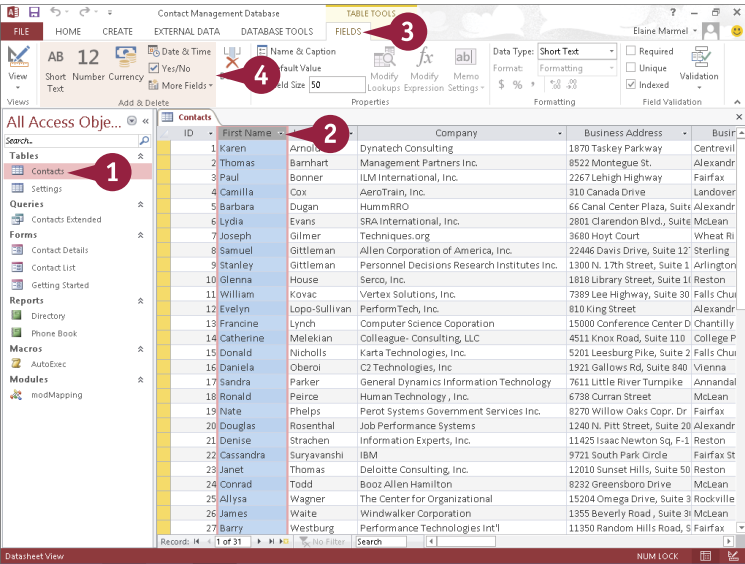 Contact Management Database
TABLE TOOLS
? – ×
FILE HOME CREATE EXTERNAL DATA DATABASE TOOLS FIELDS
Elaine Marmel
3
View
Views
AB 12
Short Text Number Currency
Date & Time
Yes/No
More Fields
Add & Delete
4
Name & Caption
Default Value
Field Size 50
Modify Lookups
fx Modify Expression
ab Memo Settings
Properties
Data Type: Short Text
Format: Formatting
$ %
Formatting
Required
Unique
Indexed
Validation
Field Validation
All Access Obje...
Search...
Tables
Contacts
1
Settings
Queries
Contacts Extended
Forms
Contact Details
Contact List
Getting Started
Reports
Directory
Phone Book
Macros
AutoExec
Modules
modMapping
Contacts
2
ID First Name Company Business Address Busin
1 Karen Arnold Dynatech Consulting 1870 Taskey Parkway Centrevil
2 Thomas Barnhart Management Partners Inc. 8522 Montegue St. Alexandr
3 Paul Bonner ILM International, Inc. 2267 Lehigh Highway Fairfax
4 Camilla Cox AeroTrain, Inc. 310 Canada Drive Landover
5 Barbara Dugan HummRRO 66 Canal Center Plaza, Suite Alexandr
6 Lydia Evans SRA International, Inc. 2801 Clarendon Blvd., Suite McLean
7 Joseph Gilmer Techniques.org 3680 Hoyt Court Wheat Ri
8 Samuel Gittleman Allen Corporation of America, Inc. 22446 Davis Drive, Suite 12 Sterling
9 Stanley Gittleman Personnel Decisions Research Institutes Inc. 1300 N. 17th Street, Suite 1 Arlington
10 Glenna House Serco, Inc. 1818 Library Street, Suite 10 Reston
11 William Kovac Vertex Solutions, Inc. 7389 Lee Highway, Suite 30 Falls Chur
12 Evelyn Lopo-Sullivan PerformTech, Inc. 810 King Street Alexandr
13 Francine Lynch Computer Science Coporation 15000 Conference Center D Chantilly
14 Catherine Melekian Colleague- Consulting, LLC 4511 Knox Road, Suite 110 College P
15 Donald Nicholls Karta Technologies, Inc. 5201 Leesburg Pike, Suite 2 Falls Chur
16 Daniela Oberoi C2 Technologies, Inc 1921 Gallows Rd, Suite 840 Vienna
17 Sandra Parker General Dynamics Information Technology 7611 Little River Turnpike Annandal
18 Ronald Peirce Human Technology , Inc. 6738 Curran Street McLean
19 Nate Phelps Perot Systems Government Services Inc. 8270 Willow Oaks Copr. Dr Fairfax
20 Douglas Rosenthal Job Performance Systems 1240 N. Pitt Street, Suite 20 Alexandr
21 Denise Strachen Information Experts, Inc. 11425 Isaac Newton Sq, F-1 Reston
22 Cassandra Suryavanshi IBM 9721 South Park Circle Fairfax St
23 Janet Thomas Deloitte Consulting, Inc. 12010 Sunset Hills, Suite 50 Reston
24 Conrad Todd Booz Allen Hamilton 8232 Greensboro Drive McLean
25 Allysa Wagner The Center for Organizational 15204 Omega Drive, Suite 3 Rockville
26 James Waite Windwalker Corporation 1355 Beverly Road , Suite 3 McLean
27 Barry Westburg Performance Technologies Int'l 11350 Random Hills Road, S Fairfax
Record: 1 of 31 No Filter Search
Datasheet View NUM LOCK